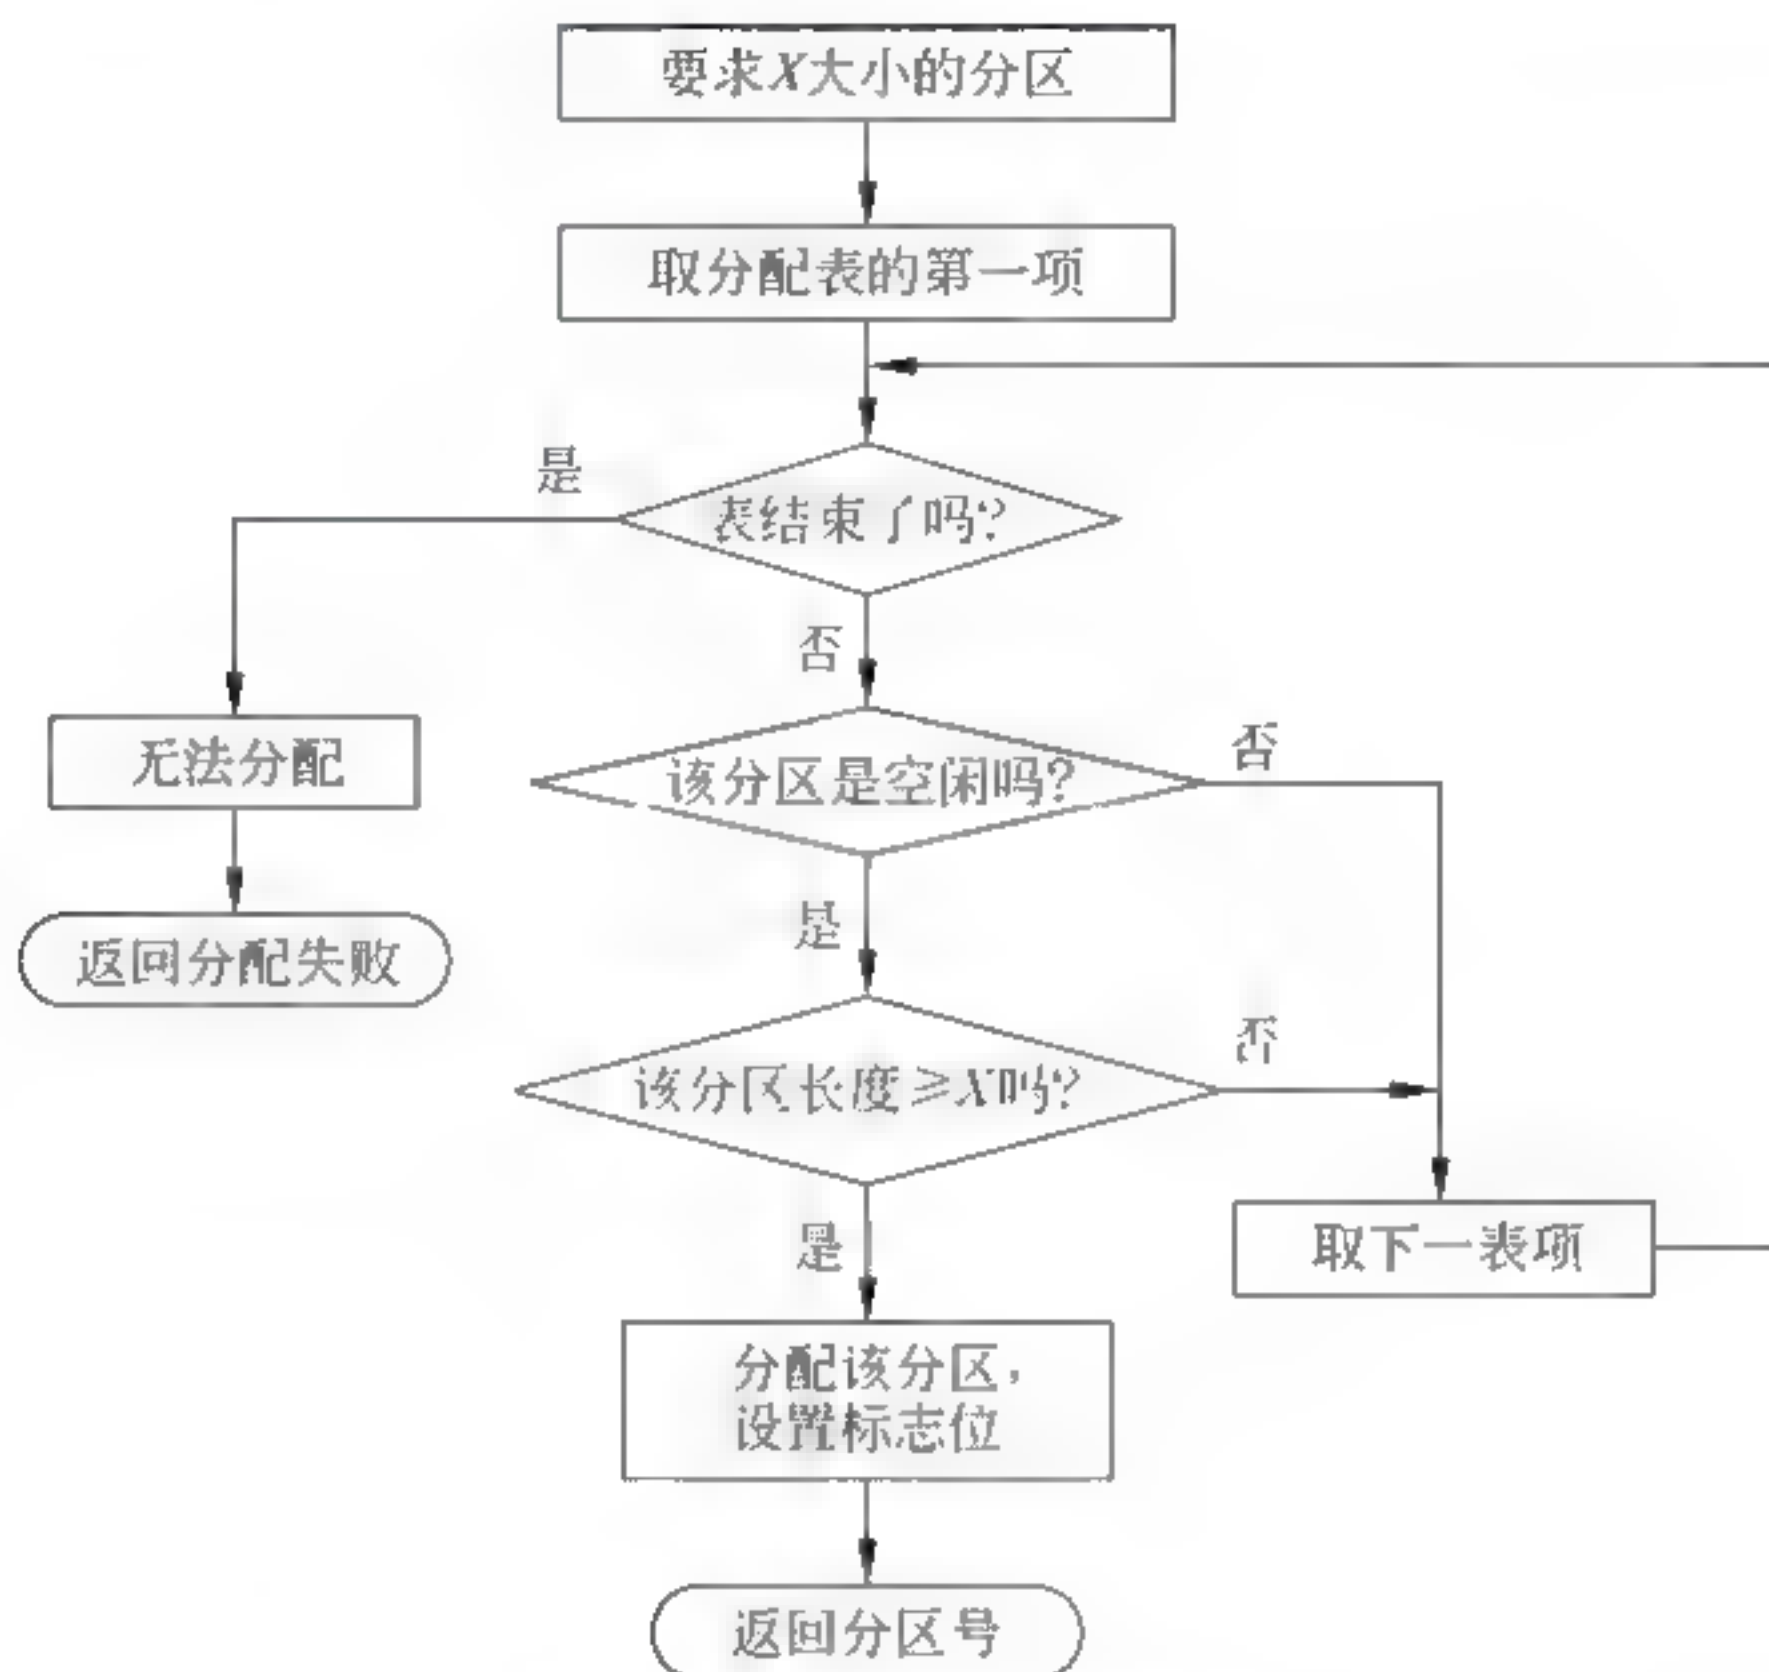 要求X大小的分区
取分配表的第一项
是
表结束了吗?
否
无法分配
该分区是空闲吗?
否
是
返回分配失败
否
该分区长度≥X吗?
是
取下一表项
分配该分区,
设置标志位
返回分区号